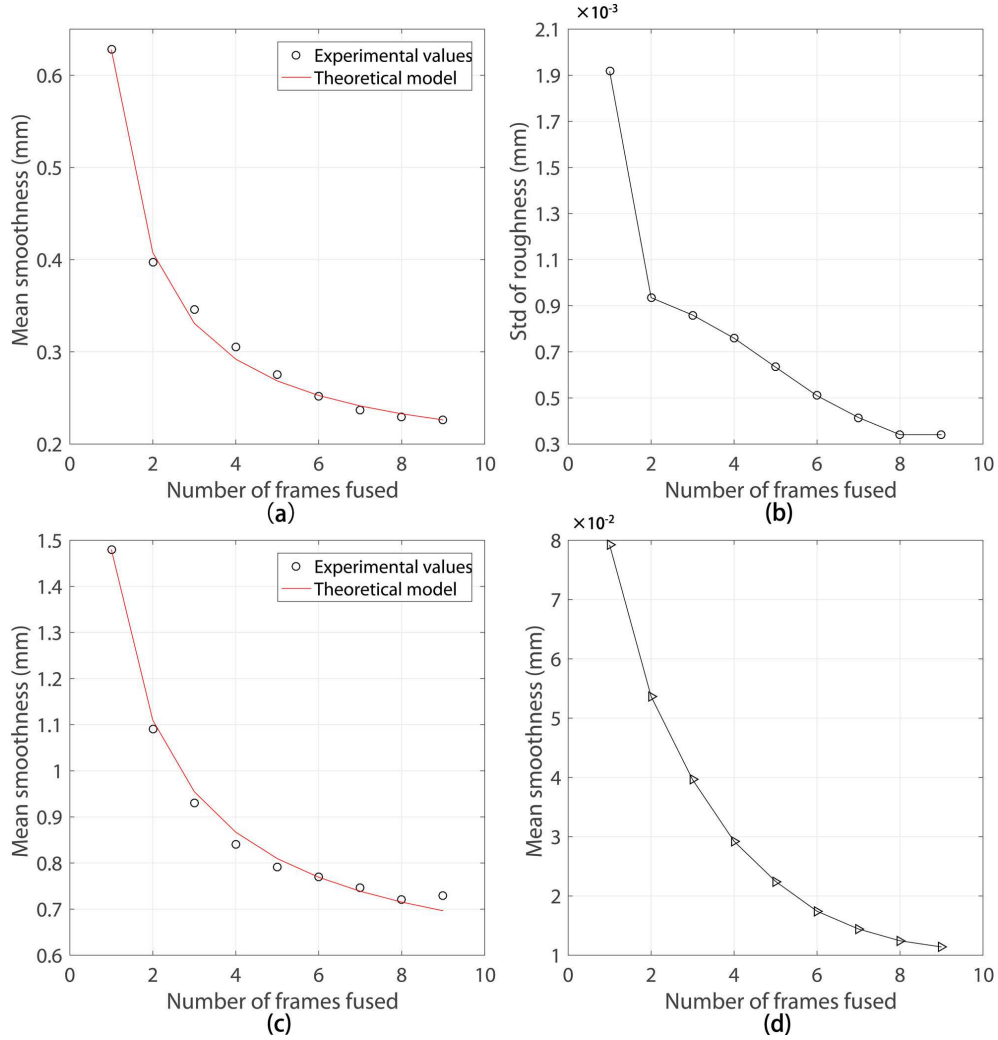 0.6
0.5
0.4
0.3
0.2
Mean smoothness (mm)
Experimental values
Theoretical model
0 2 4 6 8 10
Number of frames fused
(a)
×10-3
2.1
1.9
1.7
1.5
1.3
1.1
0.9
0.7
0.5
0.3
Std of roughness (mm)
0 2 4 6 8 10
Number of frames fused
(b)
1.5
1.4
1.3
1.2
1.1
1
0.9
0.8
0.7
0.6
Mean smoothness (mm)
Experimental values
Theoretical model
0 2 4 6 8 10
Number of frames fused
(c)
×10-2
8
6
5
4
3
2
1
Mean smoothness (mm)
0 2 4 6 8 10
Number of frames fused
(d)